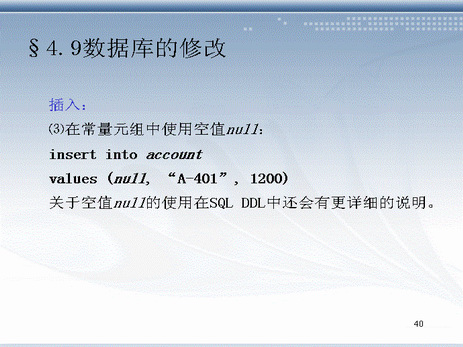 §4.9数据库的修改
插入：
⑶在常量元组中使用空值null：
insert into account
values (null, “A-401”, 1200)
关于空值null的使用在SQL DDL中还会有更详细的说明。
40